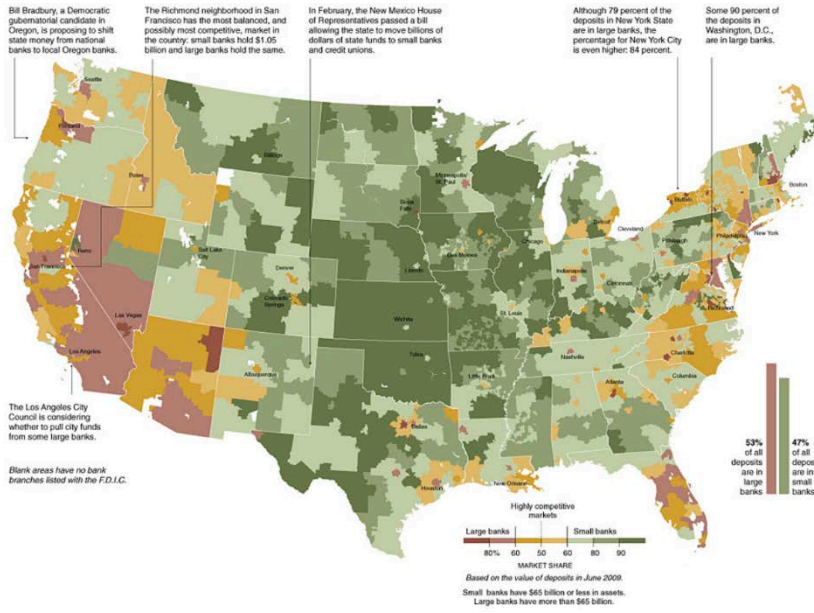 Bill Bradbury, a Democratic
gubernatorial candidate in
Oregon, is proposing to shift
state money from national
banks to local Oregon banks.
The Richmond neighborhood in San
Francisco has the most balanced, and
possibly most competitive, market in
the country: small banks hold $1.05
billion and large banks hold the same.
In February, the New Mexico House
of Representatives passed a bill
allowing the state to move billions of
dollars of state funds to small banks
and credit unions.
Although 79 percent of the
deposits in New York State
are in large banks, the
percentage for New York City
is even higher: 84 percent.
Some 90 percent of
the deposits in
Washington, D.C.,
are in large banks.
Seattle
Portland
Boise
Billings
Minneapolis/
St. Paul
Sioux
Falls
Buffalo
Boston
Detroit
Cleveland
New York
Chicago
Pittsburgh
Philadelphia
Reno
Salt Lake
City
Des Moines
Lincoln
San Francisco
Denver
Indianapolis
Cincinnati
Colorado
Springs
Richmond
St. Louis
Las Vegas
Wichita
Los Angeles
Tulsa
Nashville
Charlotte
Albuquerque
Little Rock
Columbia
Atlanta
Dallas
The Los Angeles City
Council is considering
whether to pull city funds
from some large banks.
Houston
New Orleans
Blank areas have no bank
branches listed with the F.D.I.C.
53%
of all
deposits
are in
large
banks
47%
of all
depos
are in
small
banks
Highly competitive
markets
Large banks
Small banks
80% 60 50 60 80 90
MARKET SHARE
Based on the value of deposits in June 2009.
Small banks have $65 billion or less in assets.
Large banks have more than $65 billion.